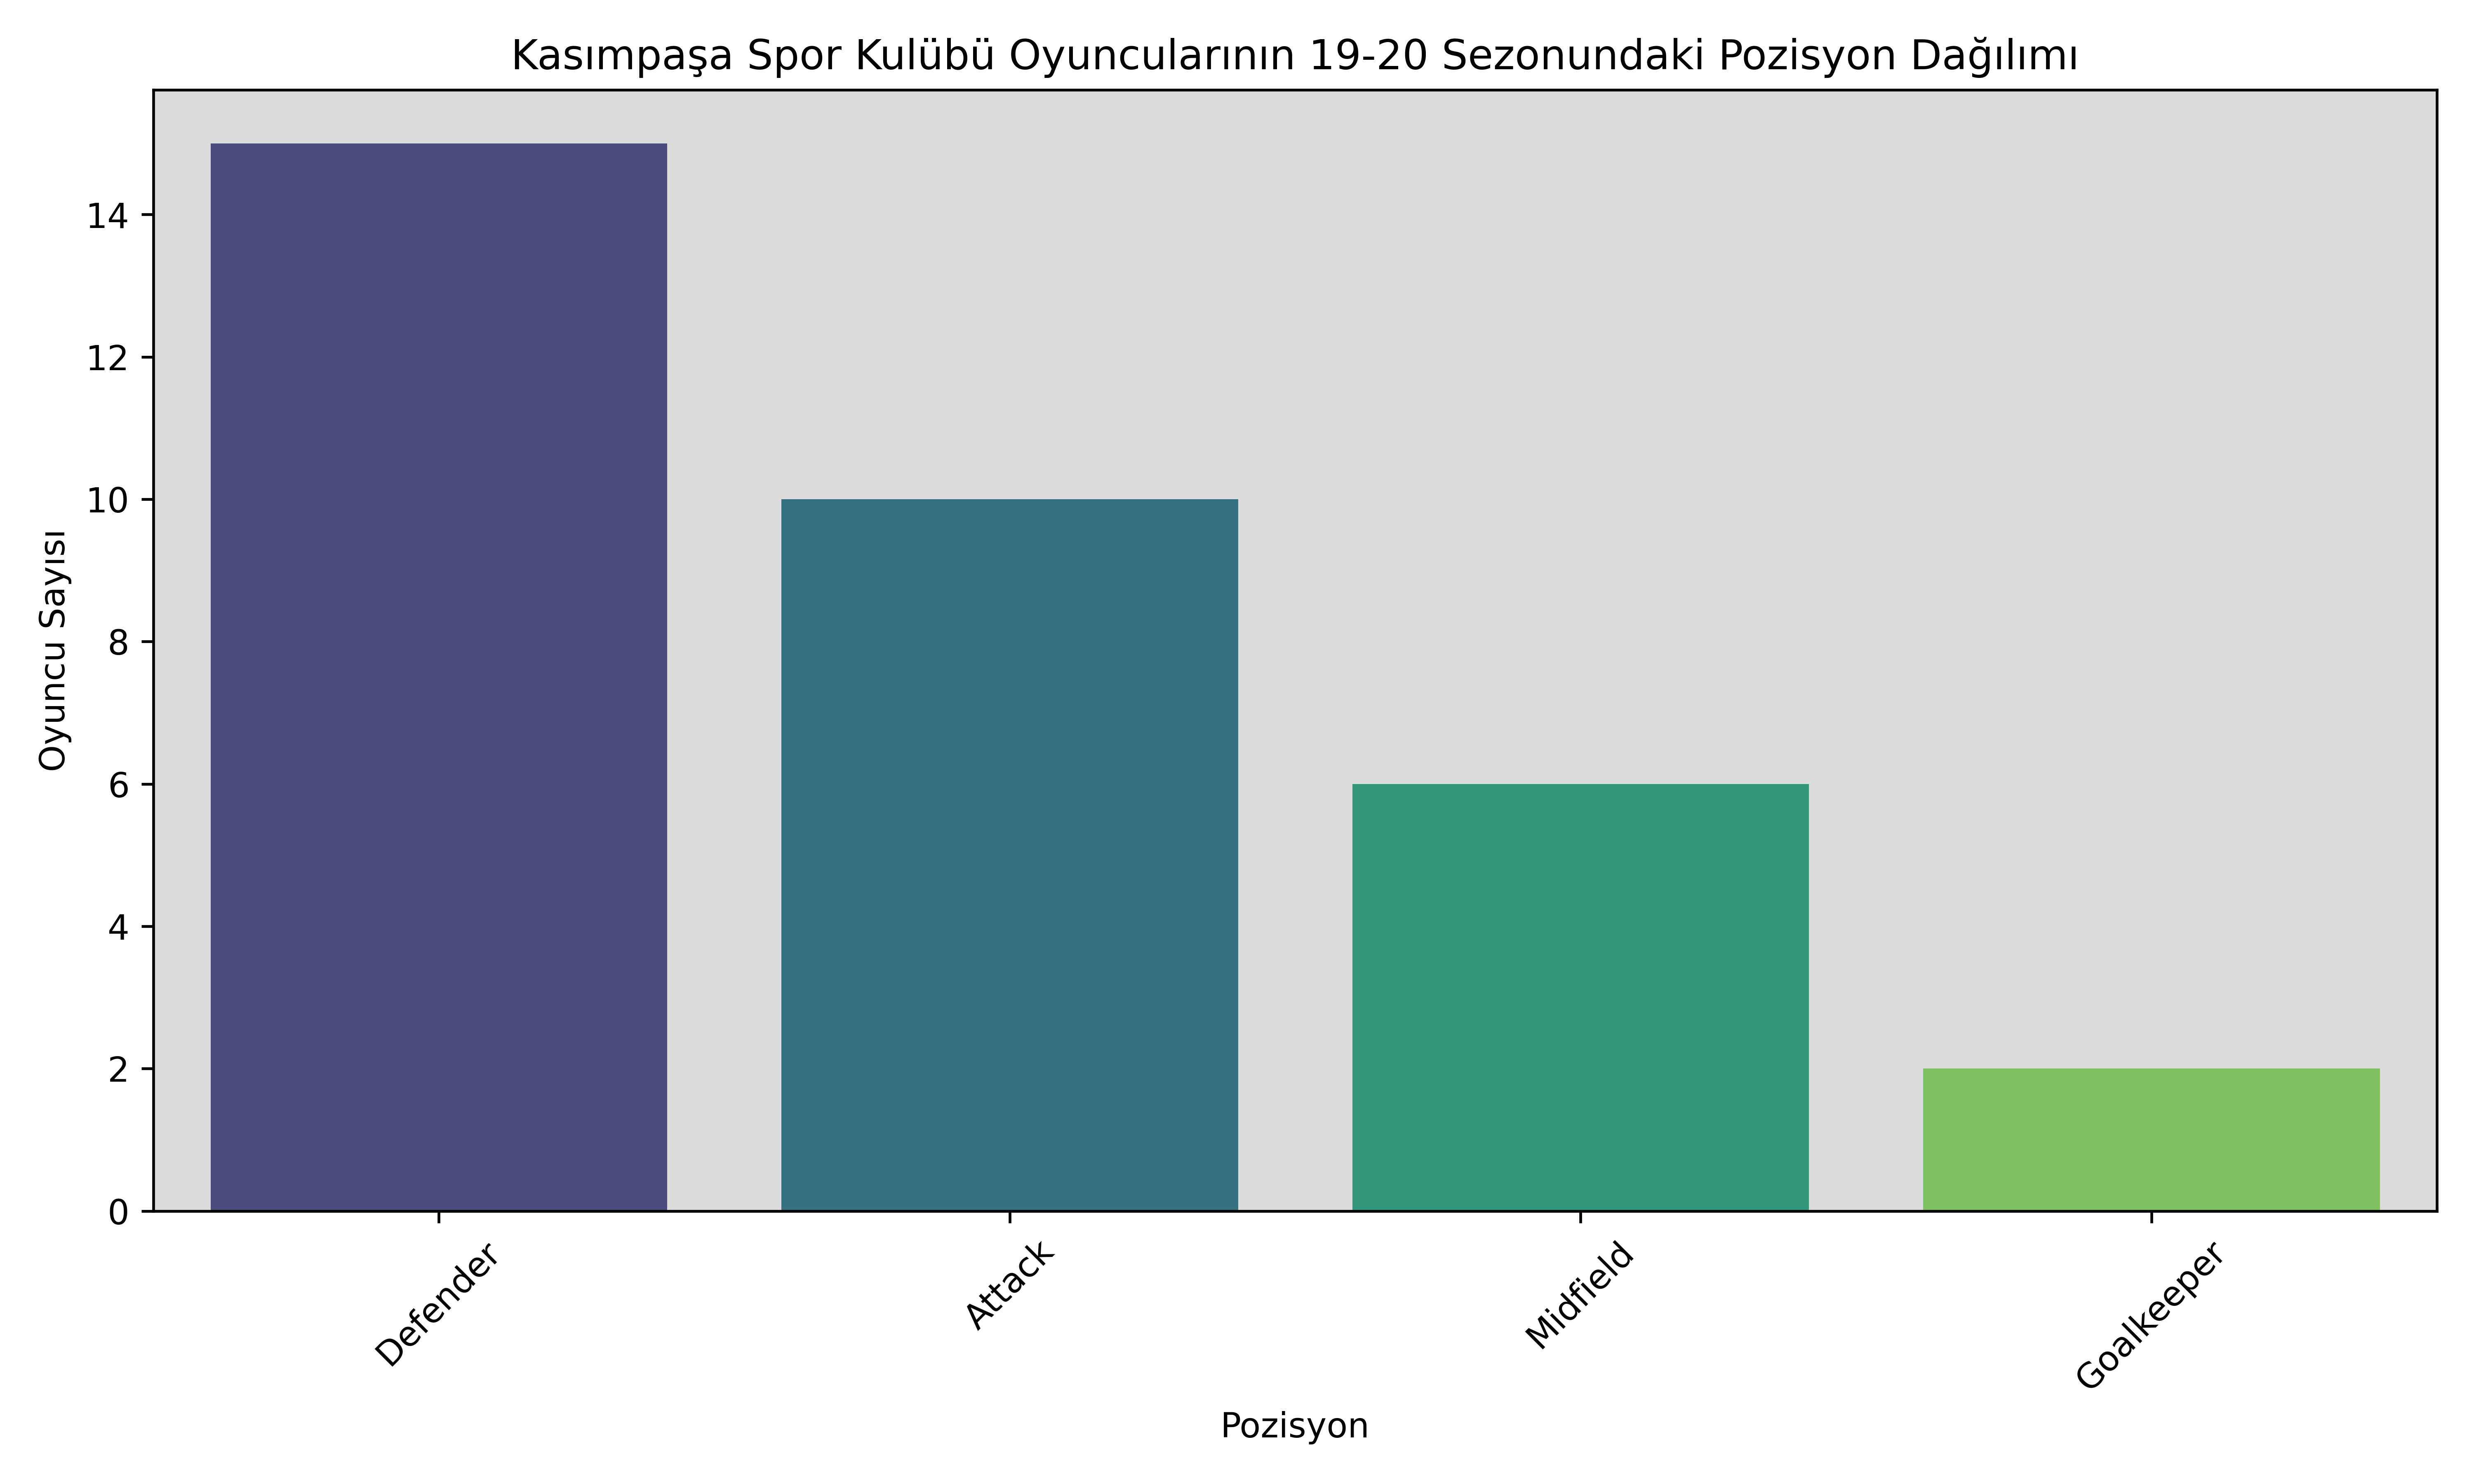 Kasımpaşa Spor Kulübü Oyuncularının 19-20 Sezonundaki Pozisyon Dağılımı
Oyuncu Sayısı
14
12
10
8
6
4
2
0
Defender
Attack
Midfield
Goalkeeper
Pozisyon